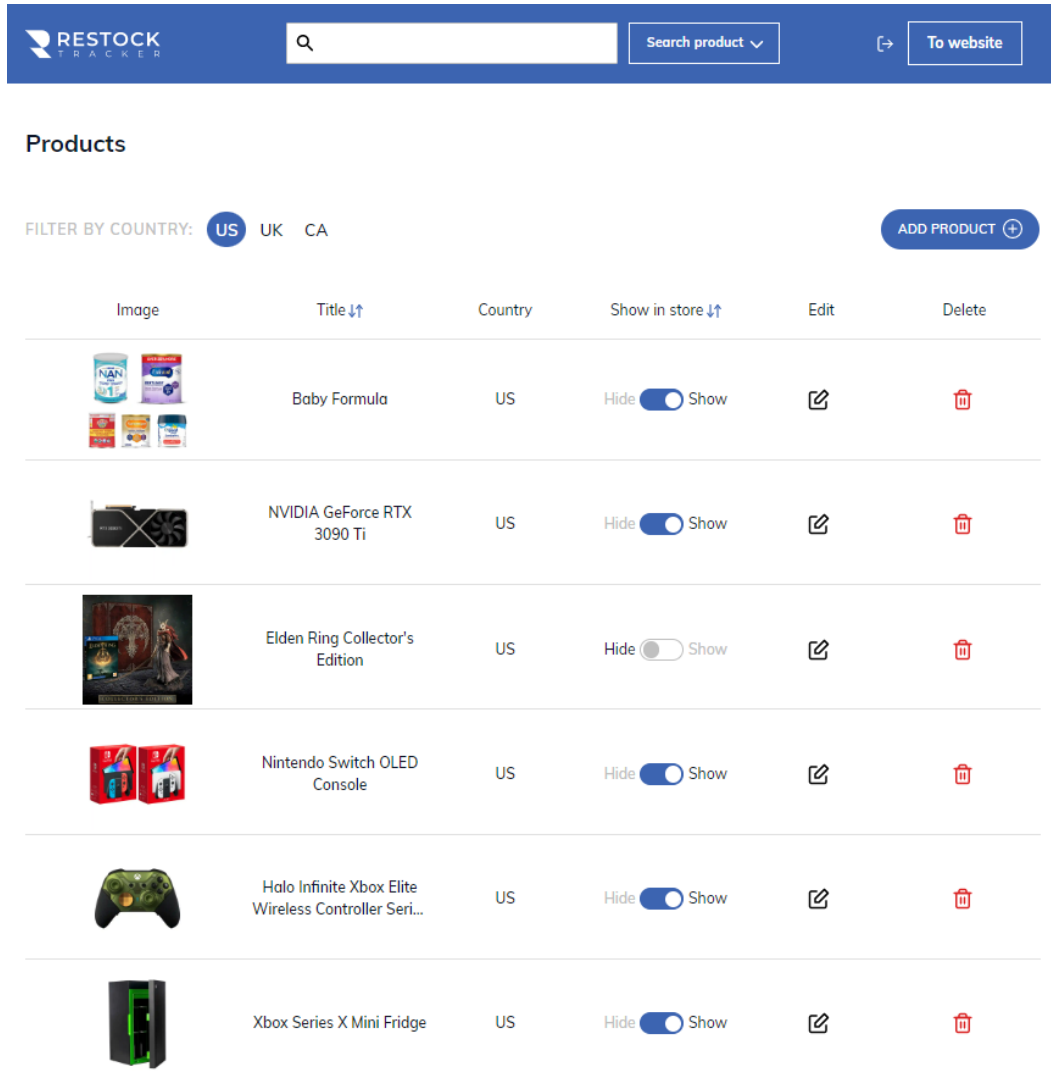 RESTOCK
TRACKER
Search product
To website
Products
FILTER BY COUNTRY: US UK CA
ADD PRODUCT
Image Title Country Show in store Edit Delete
NAN
Baby Formula US Hide Show
NVIDIA GeForce RTX
3090 Ti
US Hide Show
Elden Ring Collector's
Edition
US Hide Show
Nintendo Switch OLED
Console
US Hide Show
Halo Infinite Xbox Elite
Wireless Controller Seri...
US Hide Show
Xbox Series X Mini Fridge US Hide Show